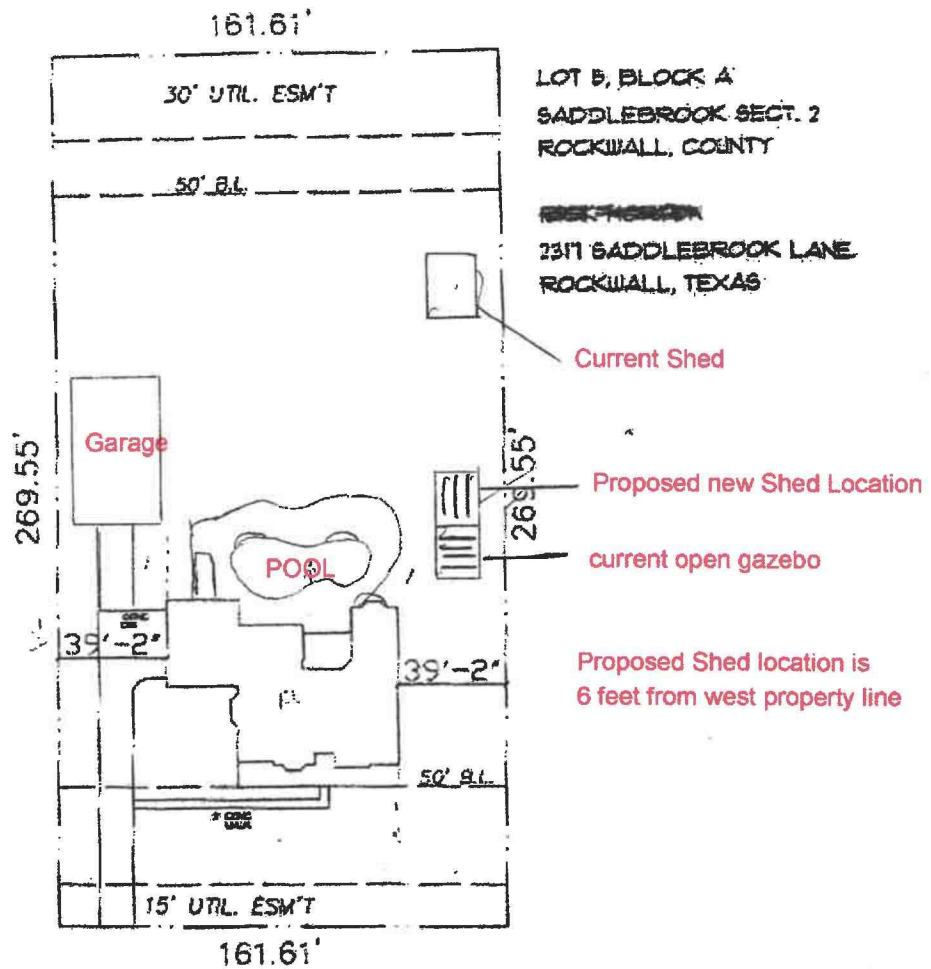 161.61'
30' UTIL. ESM'T
50' B.L.
LOT 5, BLOCK A
SADDLEBROOK SECT. 2
ROCKWALL, COUNTY
2317 SADDLEBROOK LANE
ROCKWALL, TEXAS
Current Shed
Garage
269.55'
269.55'
Proposed new Shed Location
current open gazebo
POOL
39'-2"
39'-2"
Proposed Shed location is
6 feet from west property line
50' B.L.
15' UTIL. ESM'T
161.61'